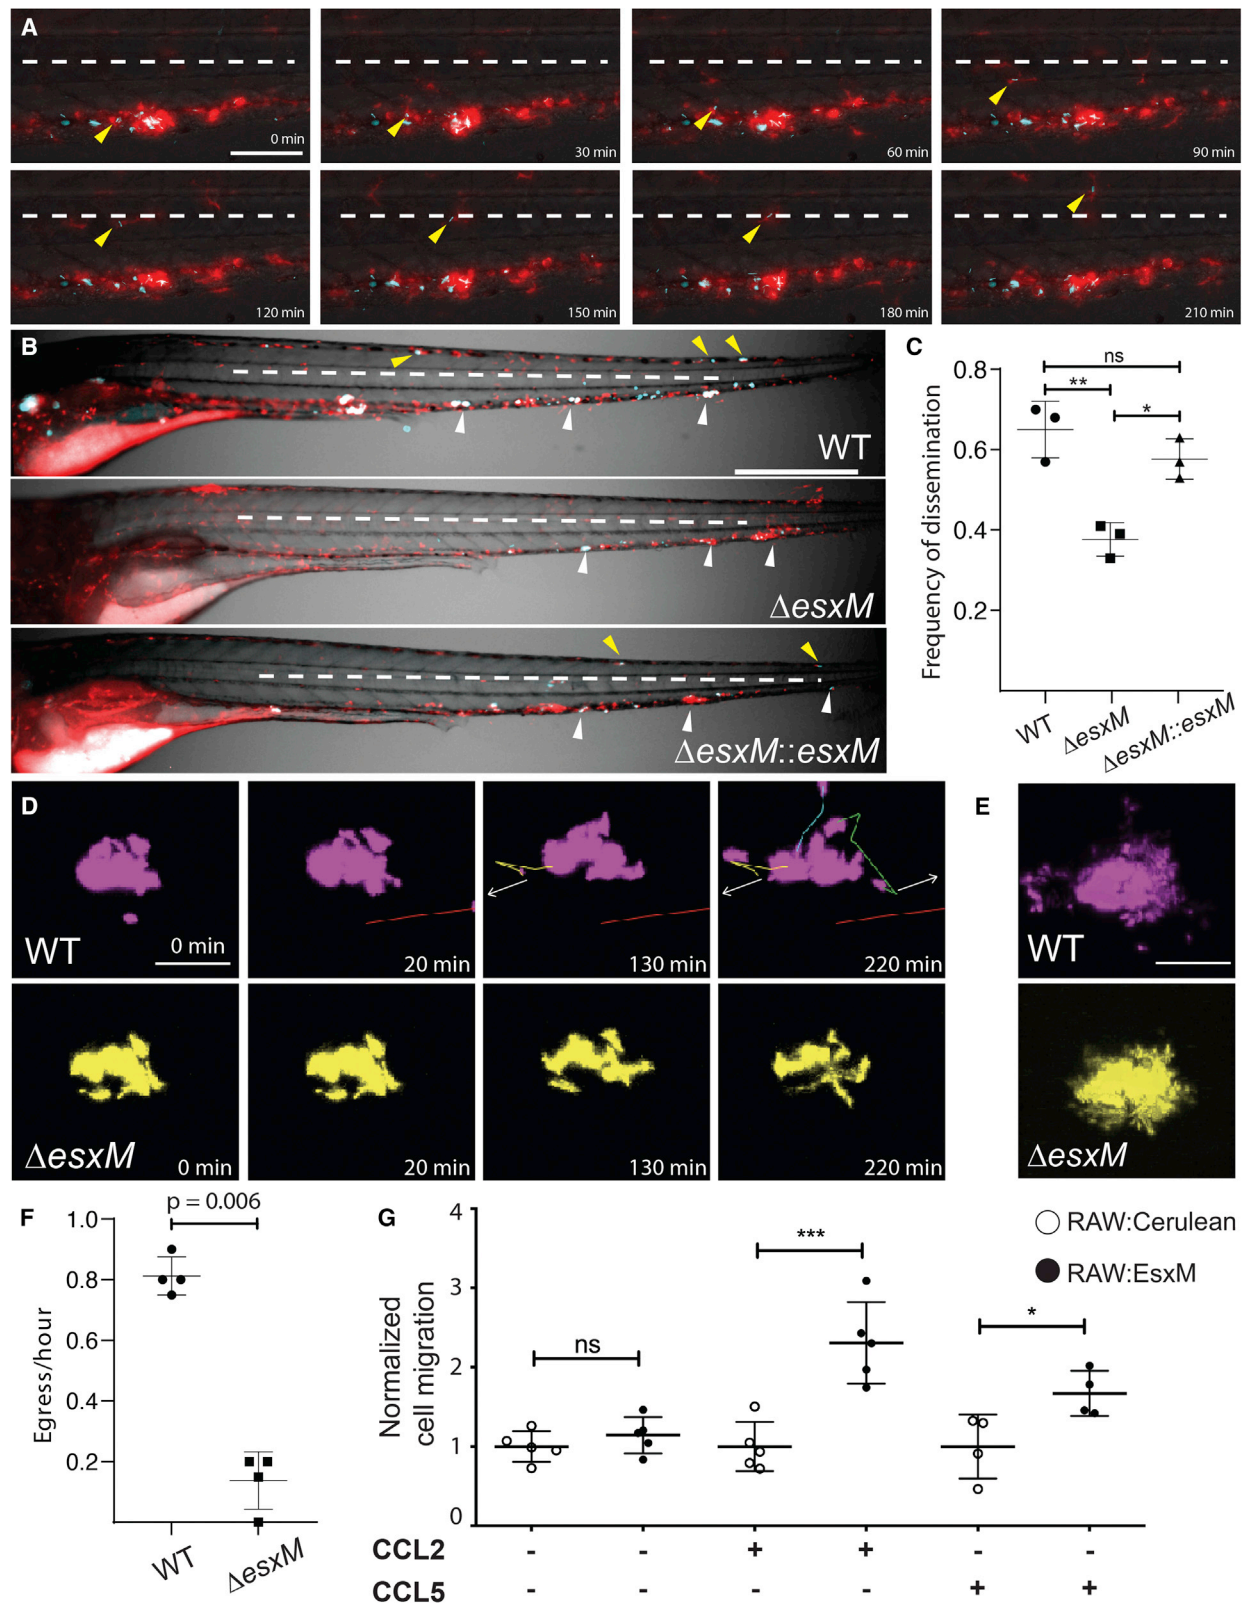 A
0 min
30 min
60 min
90 min
120 min
150 min
180 min
210 min
B
WT
ΔesxM
ΔesxM::esxM
C
Frequency of dissemination
0.8
0.6
0.4
0.2
ns
**
*
WT
ΔesxM
ΔesxM::esxM
D
WT
0 min
20 min
130 min
220 min
ΔesxM
0 min
20 min
130 min
220 min
E
WT
ΔesxM
F
p = 0.006
Egress/hour
1.0
0.8
0.6
0.4
0.2
WT
ΔesxM
G
Normalized
cell migration
4
3
2
1
0
ns
***
*
RAW:Cerulean
RAW:EsxM
CCL2 - - + + - -
CCL5 - - - - + +